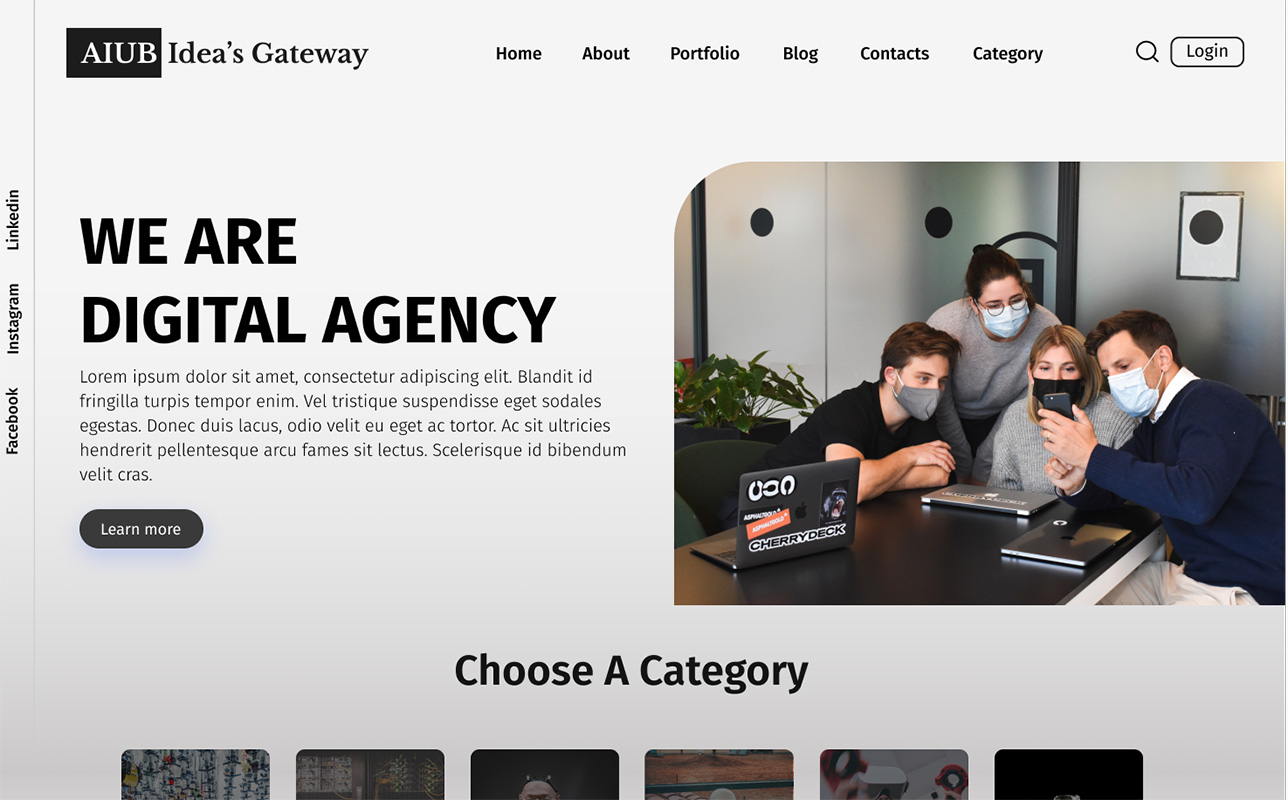 AIUB Idea’s Gateway
Home About Portfolio Blog Contacts Category
Login
Linkedin
Instagram
Facebook
WE ARE
DIGITAL AGENCY
Lorem ipsum dolor sit amet, consectetur adipiscing elit. Blandit id
fringilla turpis tempor enim. Vel tristique suspendisse eget sodales
egestas. Donec duis lacus, odio velit eu eget ac tortor. Ac sit ultricies
hendrerit pellentesque arcu fames sit lectus. Scelerisque id bibendum
velit cras.
Learn more
ASPHALTGOLD
ASPHALTGOLD
CHERRYDECK
Choose A Category